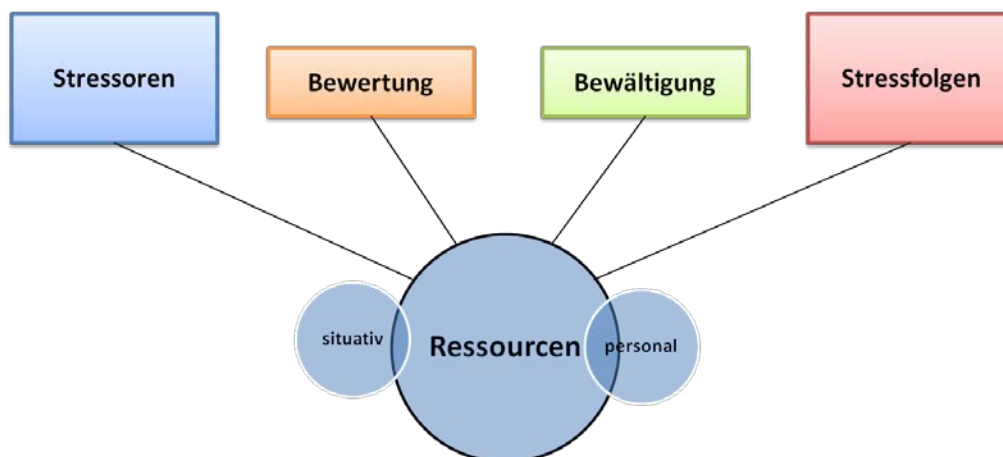 Stressoren
Bewertung
Bewältigung
Stressfolgen
situativ
Ressourcen
personal